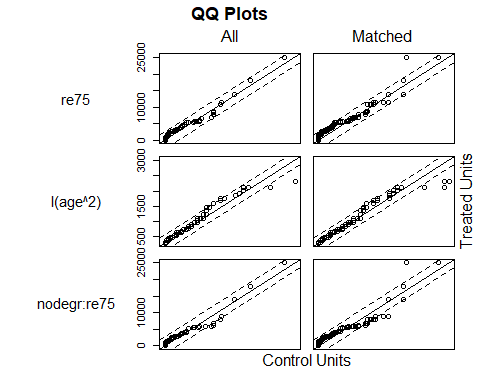 QQ Plots
All Matched
re75
0 10000 25000
I(age^2)
500 1500 3000
nodegr:re75
0 10000 25000
Treated Units
Control Units